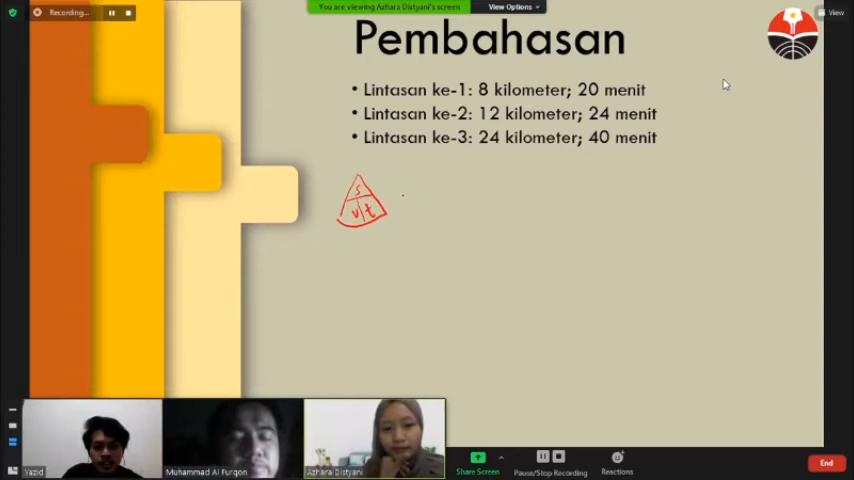 Recording...
You are viewing Azhara Distyani's screen
View Options
View
Pembahasan
• Lintasan ke-1: 8 kilometer; 20 menit
• Lintasan ke-2: 12 kilometer; 24 menit
• Lintasan ke-3: 24 kilometer; 40 menit
s
v t
Yazid
Muhammad Al Furqon
Azhara Distyani
Share Screen
Pause/Stop Recording
Reactions
End